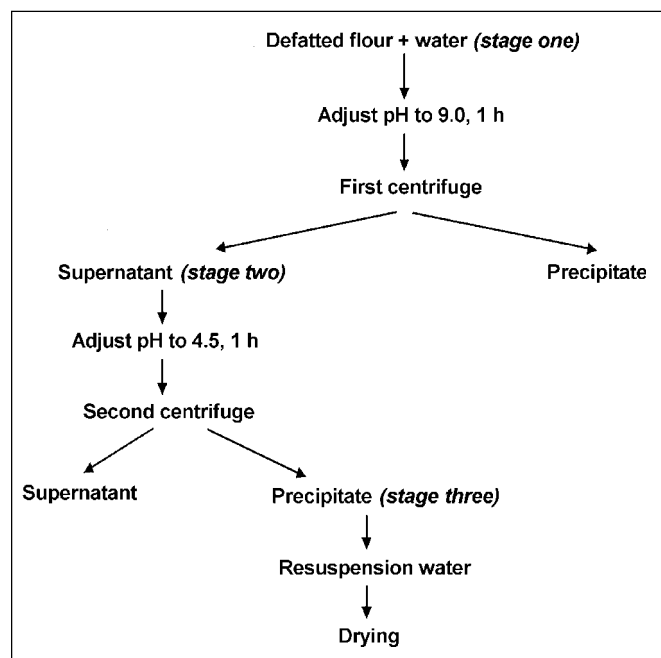 Defatted flour + water (stage one)
Adjust pH to 9.0, 1 h
First centrifuge
Supernatant (stage two)
Precipitate
Adjust pH to 4.5, 1 h
Second centrifuge
Supernatant
Precipitate (stage three)
Resuspension water
Drying